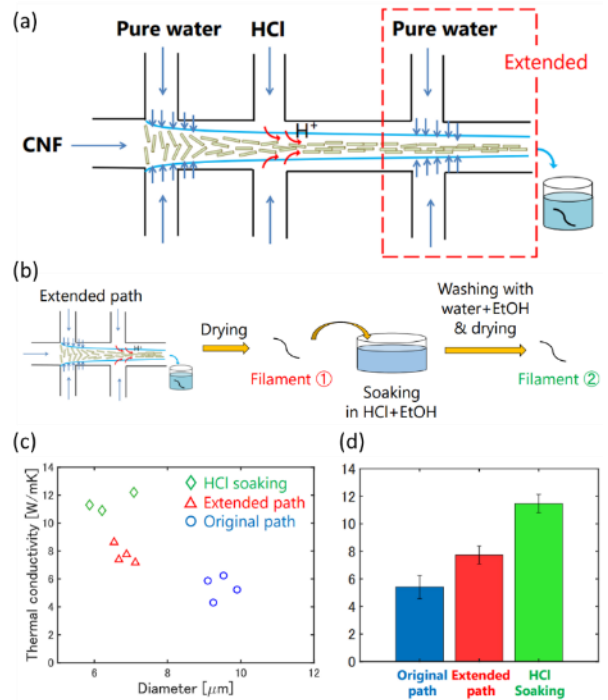 (a)
Pure water
HCl
Pure water
Extended
H+
CNF
(b)
Extended path
H+
Drying
Filament ①
Soaking
in HCl+EtOH
Washing with
water+EtOH
& drying
Filament ②
(c)
Thermal conductivity [W/mK]
14
12
10
8
6
4
2
0
HCl soaking
Extended path
Original path
4
6
8
10
12
Diameter [μm]
(d)
14
12
10
8
6
4
2
0
Original
path
Extended
path
HCl
Soaking